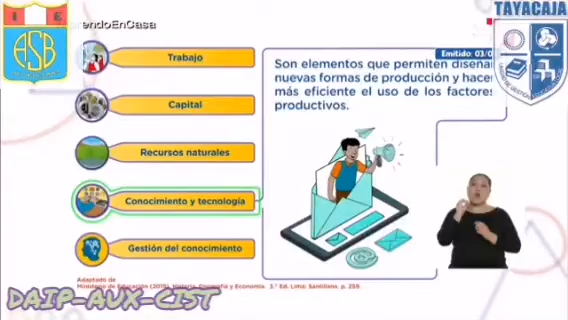 I E
ASB
rendoEnCasa
TAYACAJA
Emitido: 03/0
Trabajo
Capital
Recursos naturales
Conocimiento y tecnología
Gestión del conocimiento
Son elementos que permiten diseñar
nuevas formas de producción y hacer
más eficiente el uso de los factores
productivos.
Adaptado de
Ministerio de Educación (2019). Historia, Geografía y Economía. 3.° Ed. Lima: Santillana. p. 259.
DAIP-AUX-CIST